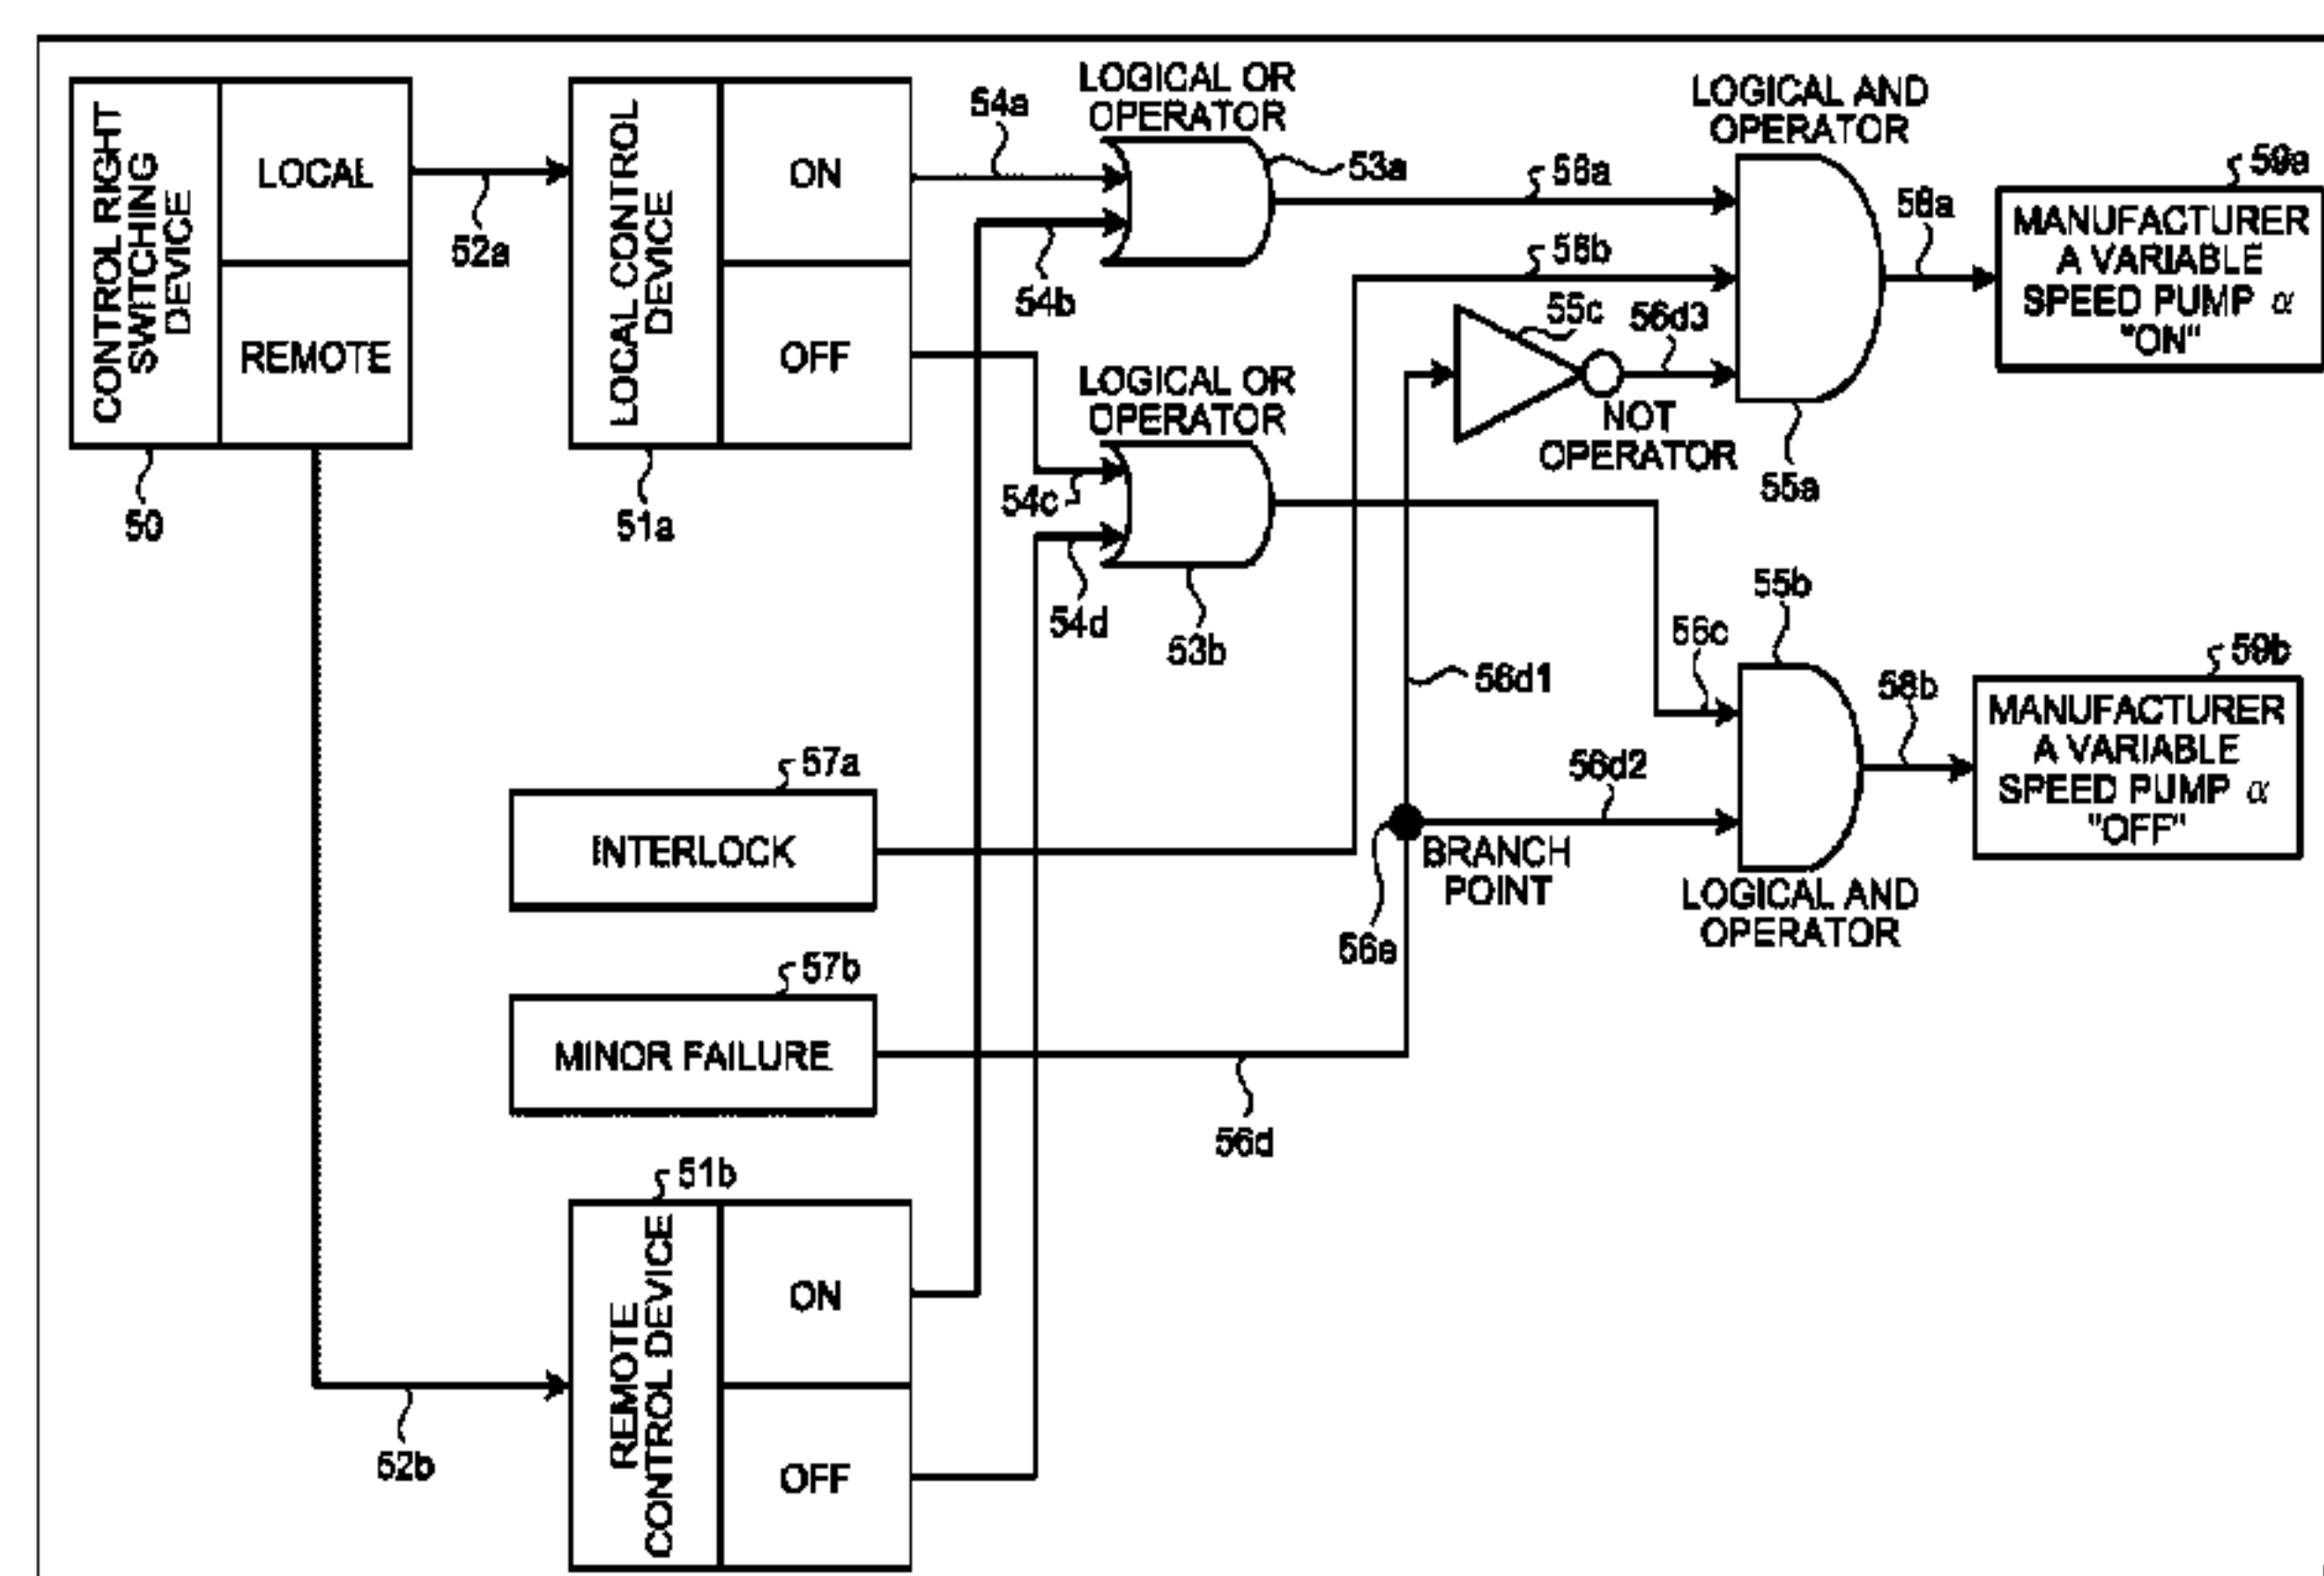 CONTROL RIGHT
SWITCHING
DEVICE
LOCAL
REMOTE
50
52a
LOCAL CONTROL
DEVICE
ON
OFF
51a
54a
LOGICAL OR
OPERATOR
53a
54b
LOGICAL OR
OPERATOR
54c
54d
53b
56a
56b
55c
56d3
NOT
OPERATOR
LOGICAL AND
OPERATOR
55a
58a
59a
MANUFACTURER
A VARIABLE
SPEED PUMP α
"ON"
55b
56c
56d1
56d2
58b
59b
MANUFACTURER
A VARIABLE
SPEED PUMP α
"OFF"
BRANCH
POINT
56e
LOGICAL AND
OPERATOR
57a
INTERLOCK
57b
MINOR FAILURE
56d
51b
REMOTE
CONTROL DEVICE
ON
OFF
52b